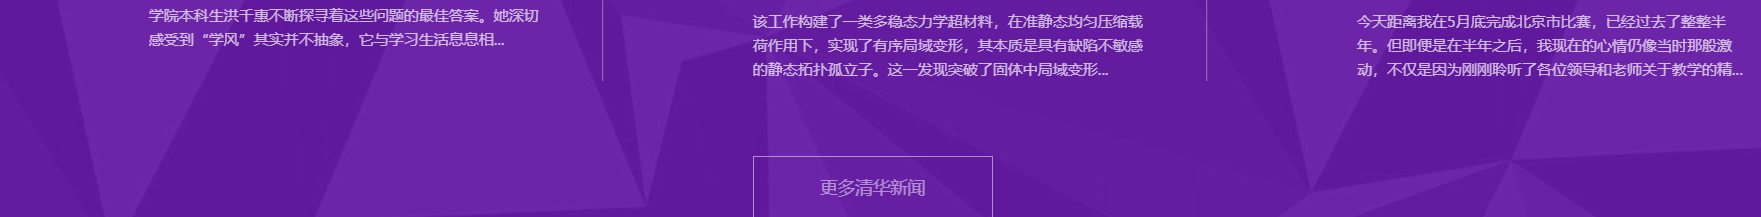 学院本科生洪千惠不断探寻着这些问题的最佳答案。她深切
感受到“学风”其实并不抽象，它与学习生活息息相...
该工作构建了一类多稳态力学超材料，在准静态均匀压缩载
荷作用下，实现了有序局域变形，其本质是具有缺陷不敏感
的静态拓扑孤立子。这一发现突破了固体中局域变形...
今天距离我在5月底完成北京市比赛，已经过去了整整半
年。但即便是在半年之后，我现在的心情仍像当时那般激
动，不仅是因为刚刚聆听了各位领导和老师关于教学的精...
更多清华新闻